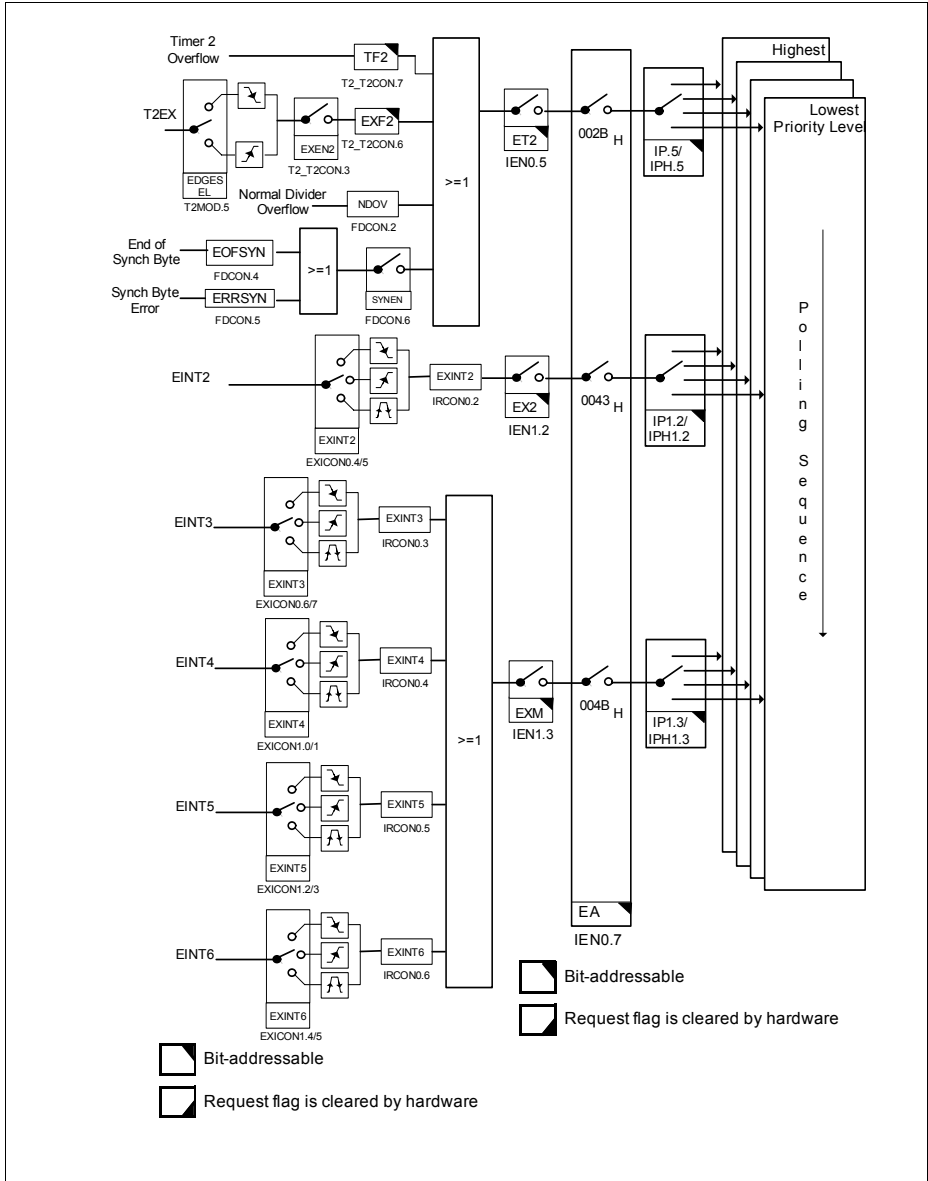 Timer 2
Overflow
TF2
T2_T2CON.7
Highest
Lowest
Priority Level
T2EX
EXEN2
T2_T2CON.3
EXF2
T2_T2CON.6
EDGES
EL
T2MOD.5
ET2
IEN0.5
002B H
IP.5/
IPH.5
>=1
Normal Divider
Overflow
NDOV
FDCON.2
End of
Synch Byte
EOFSYN
FDCON.4
>=1
Synch Byte
Error
ERRSYN
FDCON.5
SYNEN
FDCON.6
Polling Sequence
EINT2
EXINT2
EXICON0.4/5
EXINT2
IRCON0.2
EX2
IEN1.2
0043 H
IP1.2/
IPH1.2
EINT3
EXINT3
EXICON0.6/7
EXINT3
IRCON0.3
EINT4
EXINT4
EXICON1.0/1
EXINT4
IRCON0.4
>=1
EXM
IEN1.3
004B H
IP1.3/
IPH1.3
EINT5
EXINT5
EXICON1.2/3
EXINT5
IRCON0.5
EINT6
EXINT6
EXICON1.4/5
EXINT6
IRCON0.6
EA
IEN0.7
Bit-addressable
Request flag is cleared by hardware
Bit-addressable
Request flag is cleared by hardware